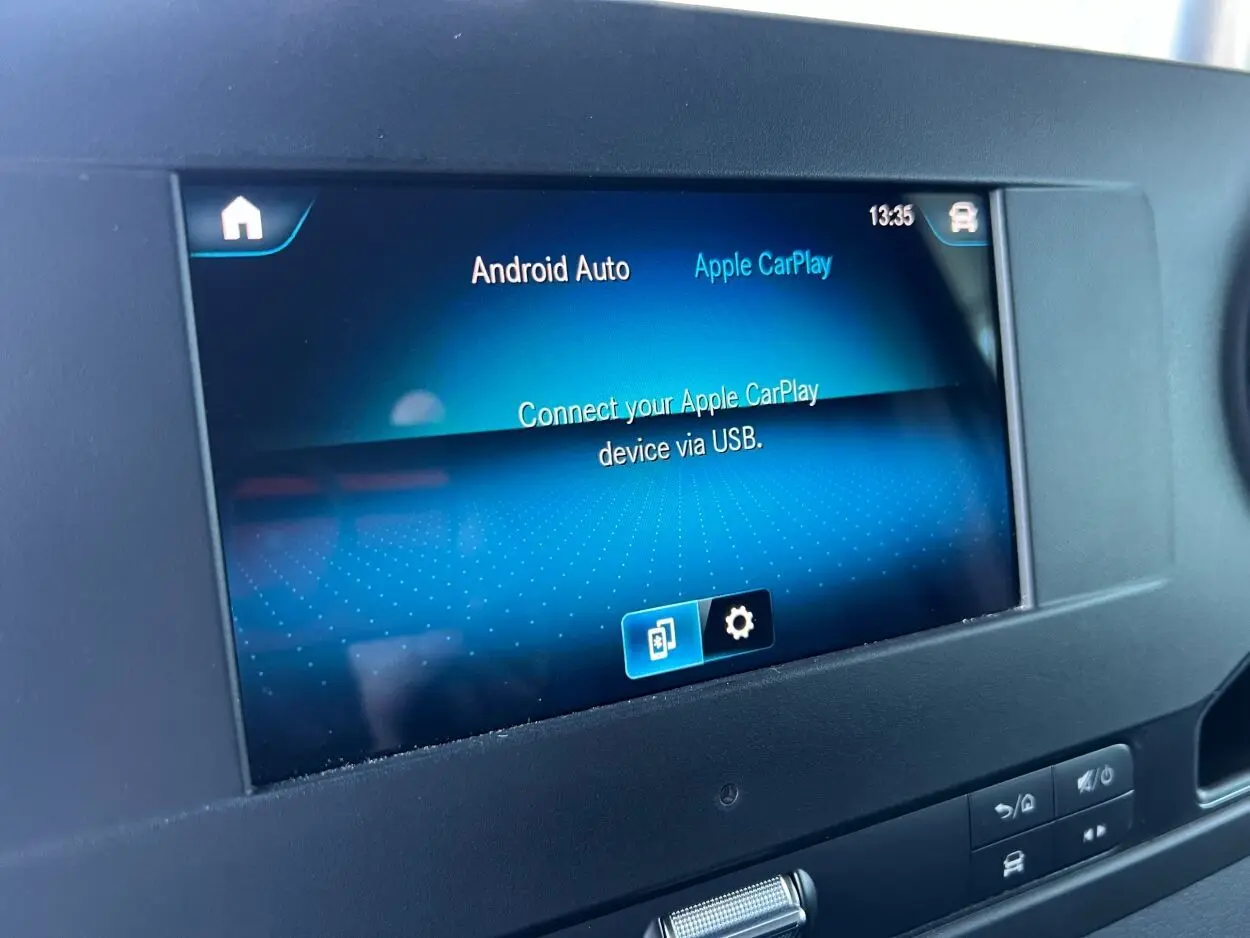 13:35
Android Auto Apple CarPlay
Connect your Apple CarPlay
device via USB.